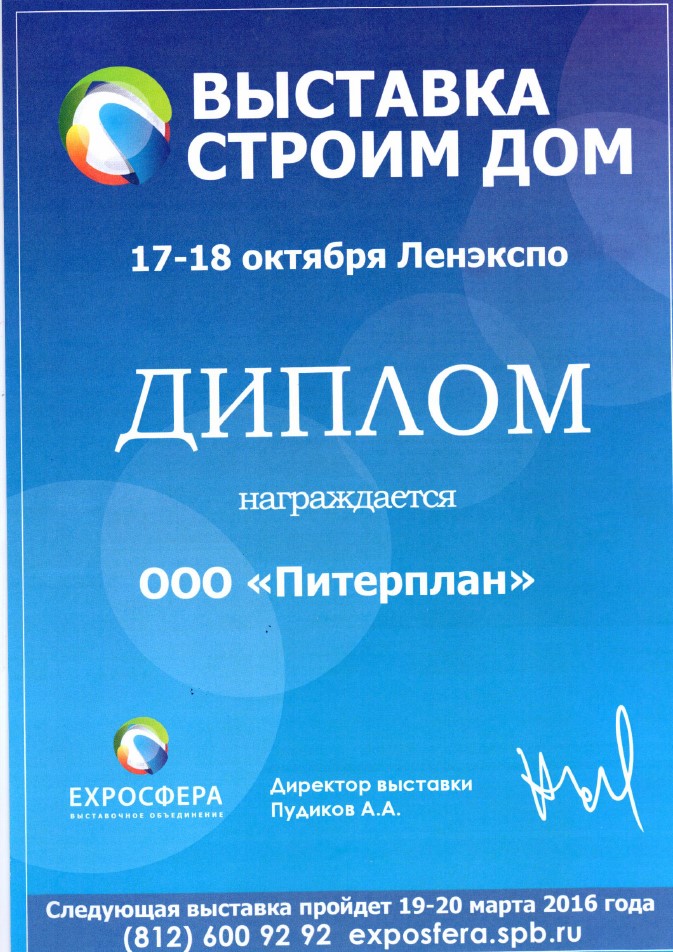 ВЫСТАВКА
СТРОИМ ДОМ
17-18 октября Ленэкспо
ДИПЛОМ
награждается
ООО «Питерплан»
EXPOСФЕРА
ВЫСТАВОЧНОЕ ОБЪЕДИНЕНИЕ
Директор выставки
Пудиков А.А.
Следующая выставка пройдет 19-20 марта 2016 года
(812) 600 92 92 exposfera.spb.ru